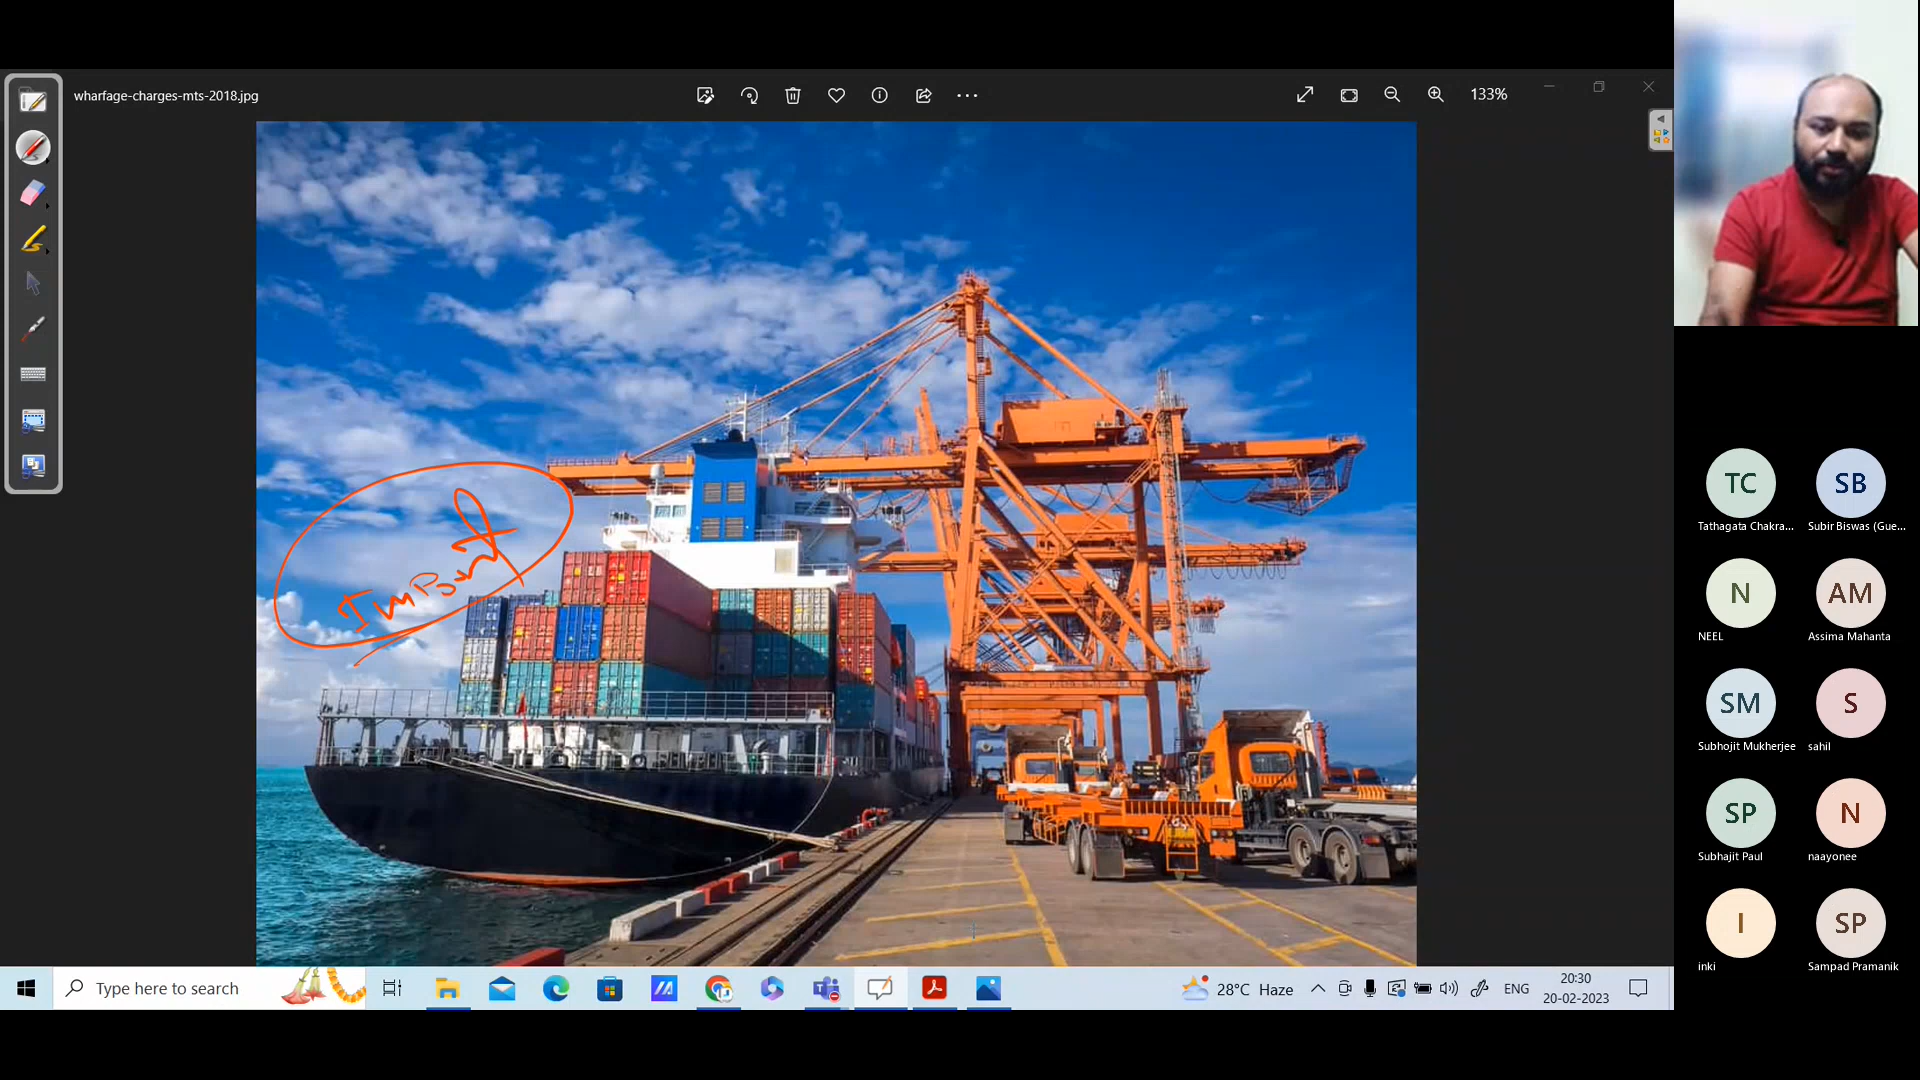 wharfage-charges-mts-2018.jpg
133%
Import
TC
SB
Tathagata Chakra...
Subir Biswas (Gue...
N
AM
NEEL
Assima Mahanta
SM
S
Subhojit Mukherjee
sahil
SP
N
Subhajit Paul
naayonee
I
SP
inki
Sampad Pramanik
Type here to search
28°C Haze
ENG
20:30
20-02-2023